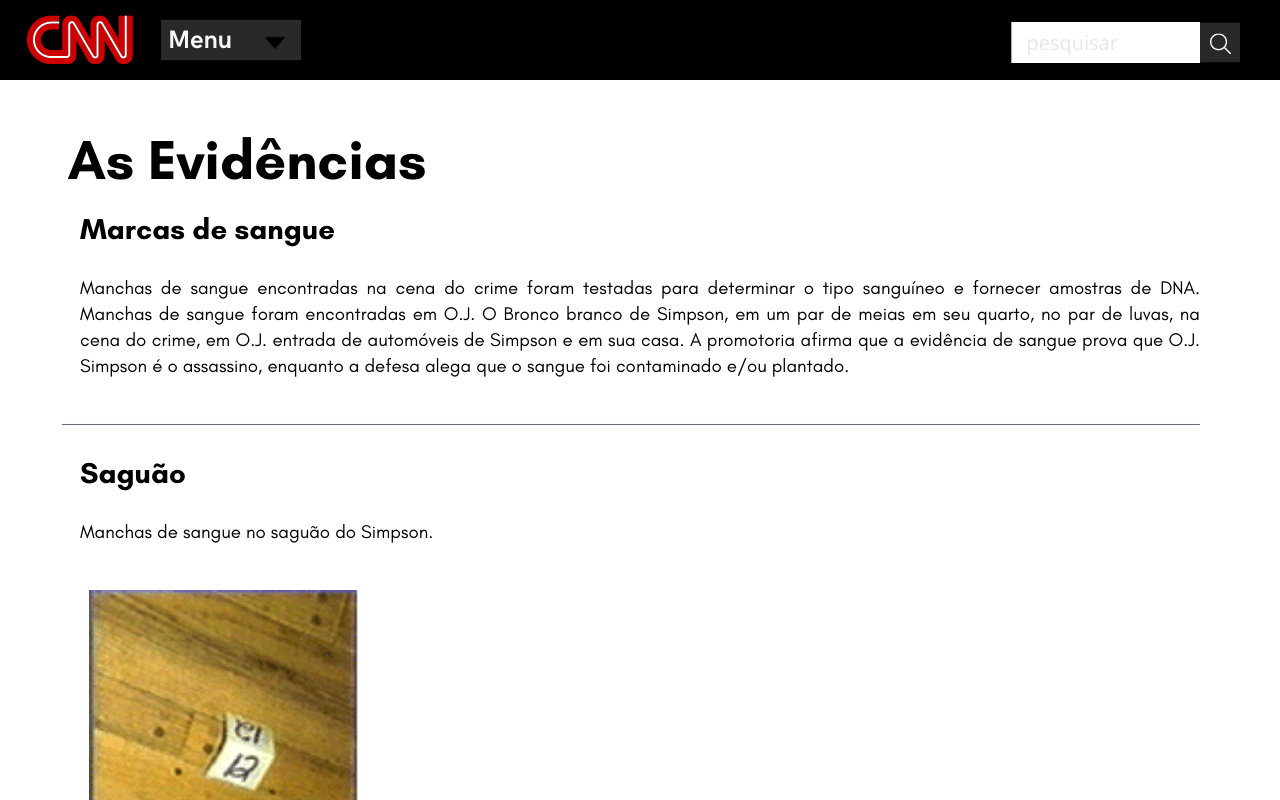 CNN Menu pesquisar
As Evidências
Marcas de sangue
Manchas de sangue encontradas na cena do crime foram testadas para determinar o tipo sanguíneo e fornecer amostras de DNA.
Manchas de sangue foram encontradas em O.J. O Bronco branco de Simpson, em um par de meias em seu quarto, no par de luvas, na
cena do crime, em O.J. entrada de automóveis de Simpson e em sua casa. A promotoria afirma que a evidência de sangue prova que O.J.
Simpson é o assassino, enquanto a defesa alega que o sangue foi contaminado e/ou plantado.
Saguão
Manchas de sangue no saguão do Simpson.
12
12